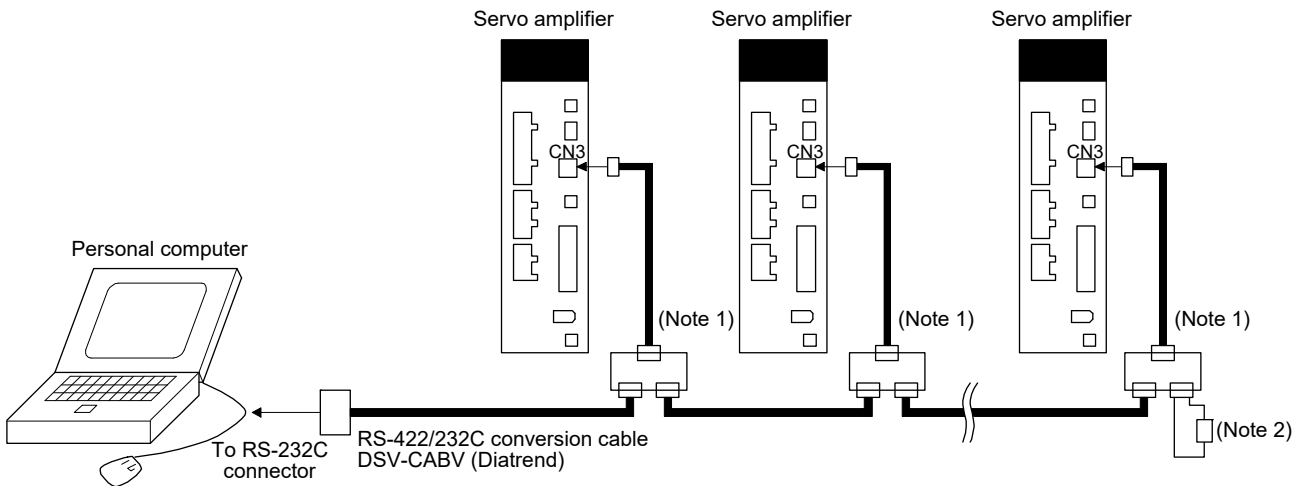 Servo amplifier
Servo amplifier
Servo amplifier
CN3
CN3
CN3
Personal computer
(Note 1)
(Note 1)
(Note 1)
To RS-232C
connector
RS-422/232C conversion cable
DSV-CABV (Diatrend)
(Note 2)